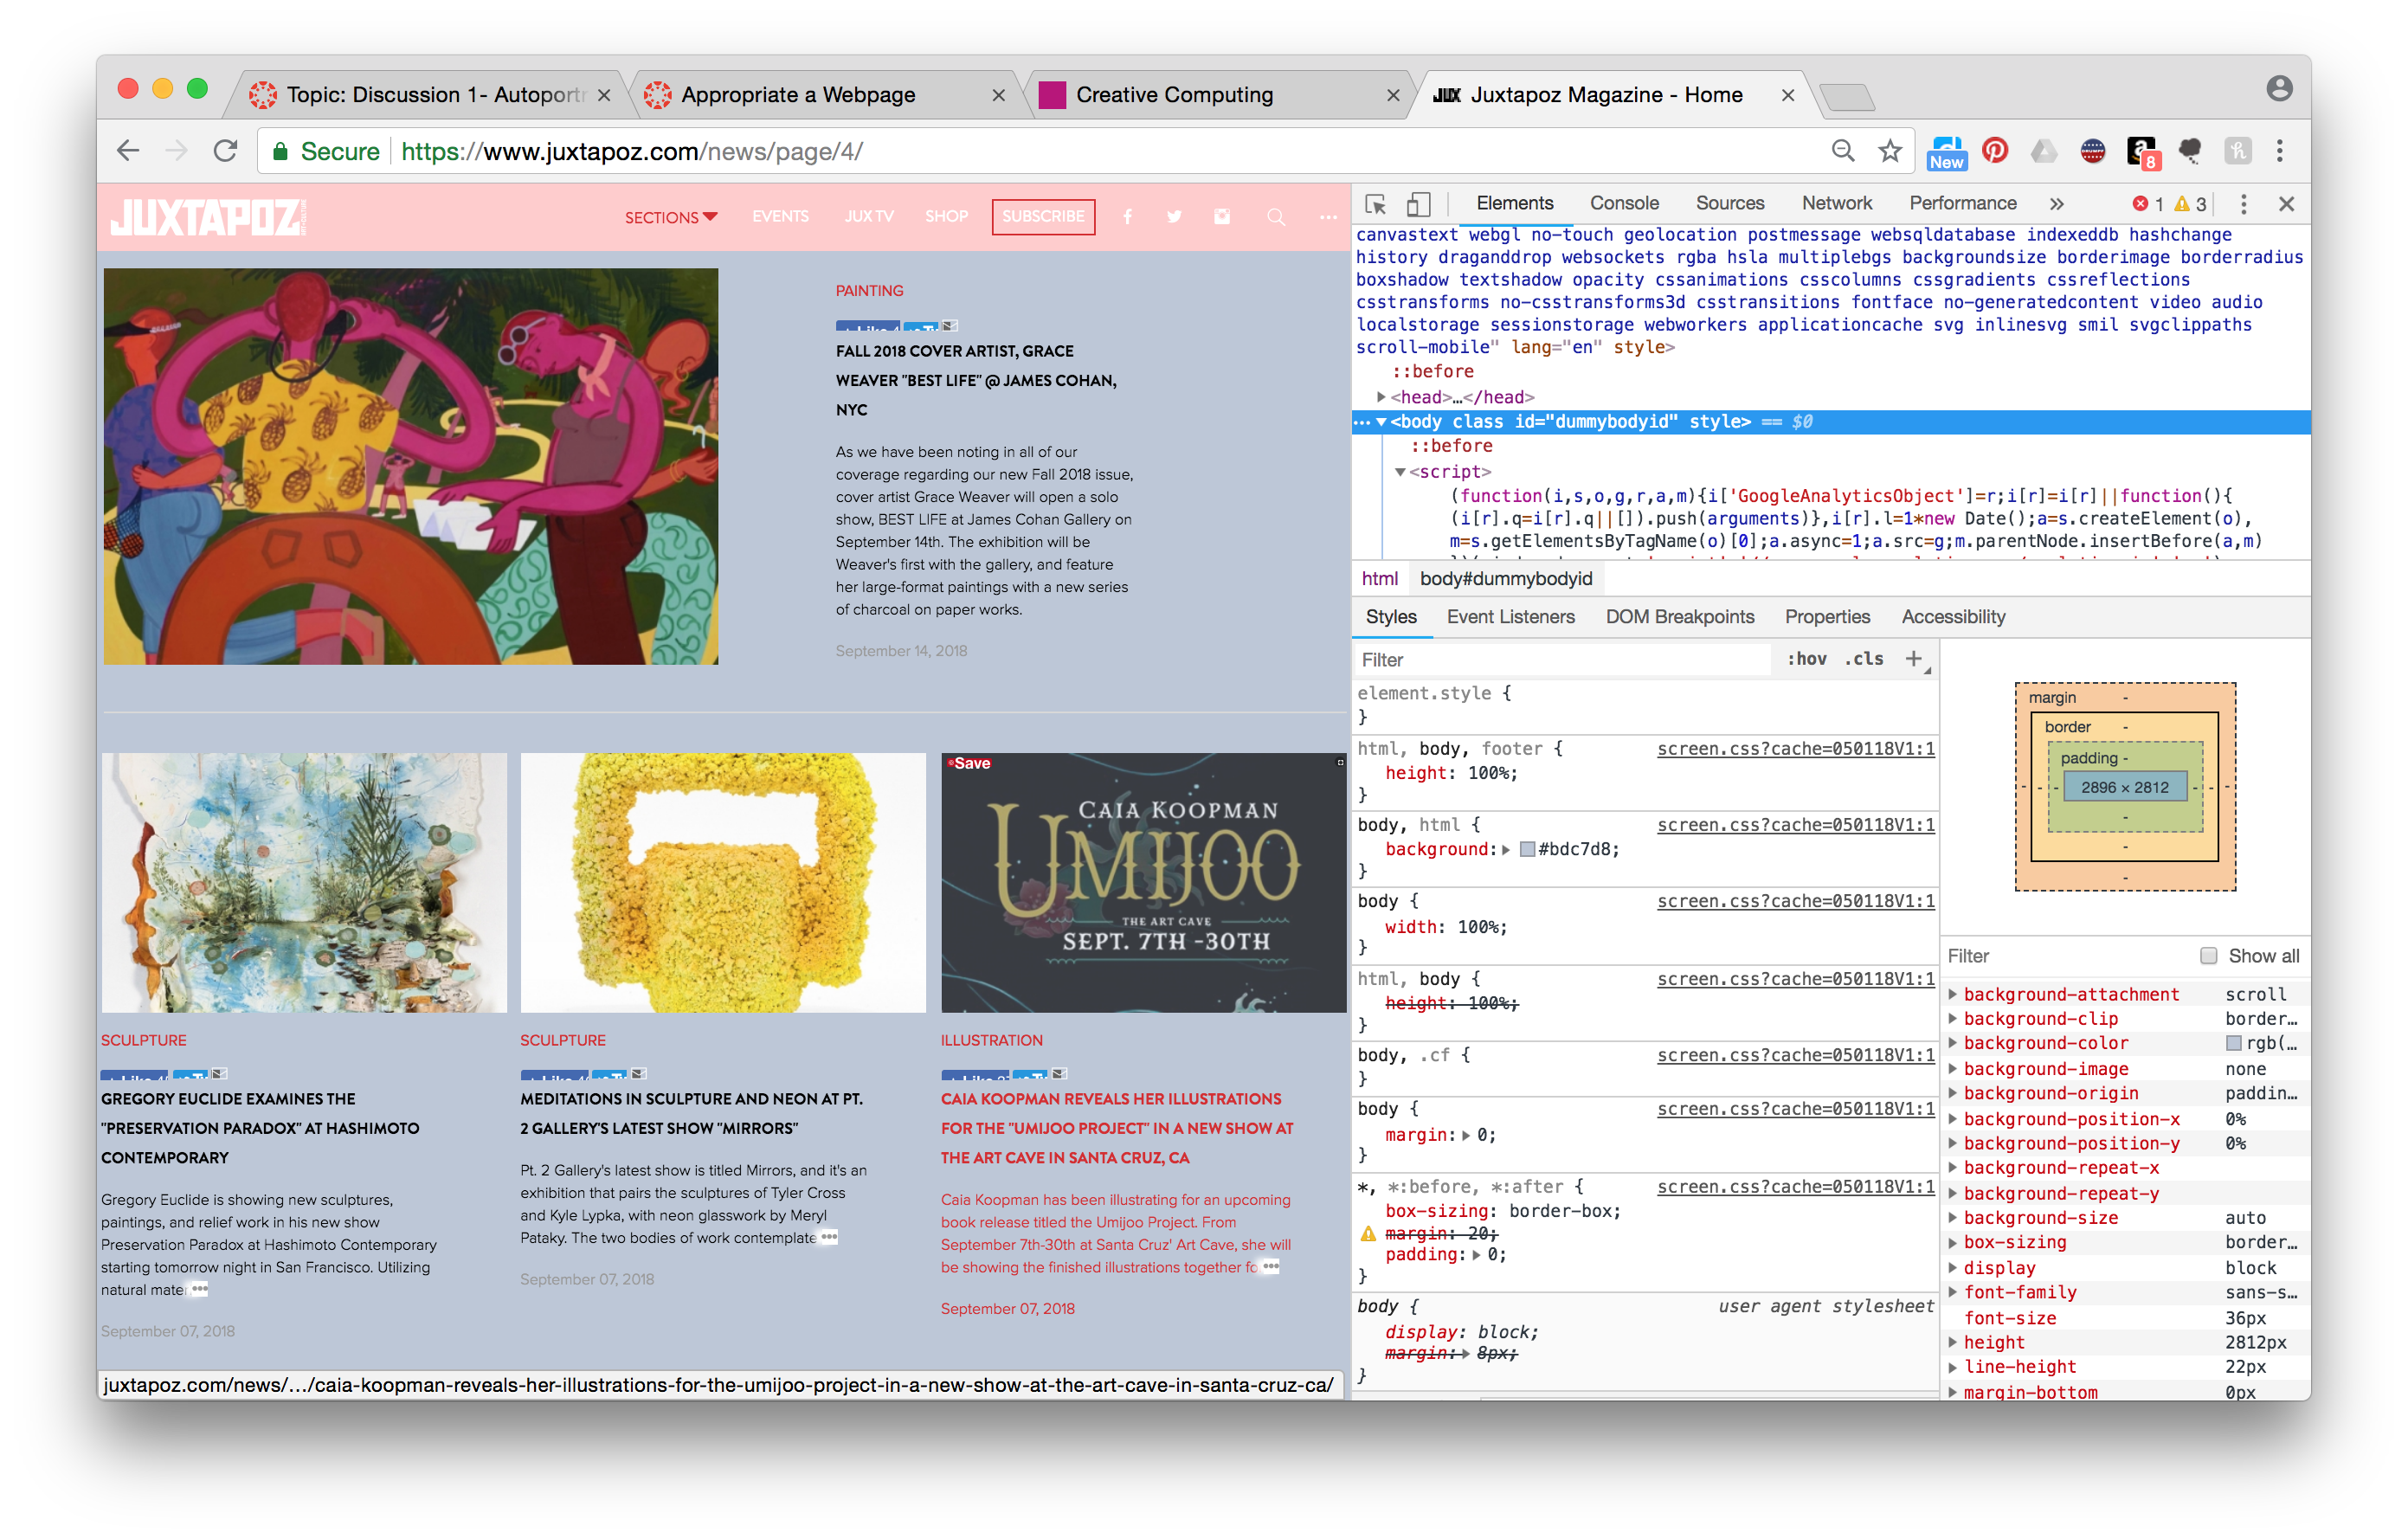 Topic: Discussion 1- Autoportr
Appropriate a Webpage
Creative Computing
JUX Juxtapoz Magazine - Home
Secure https://www.juxtapoz.com/news/page/4/
New
8
JUXTAPOZ
SECTIONS EVENTS JUX TV SHOP SUBSCRIBE
PAINTING
FALL 2018 COVER ARTIST, GRACE
WEAVER "BEST LIFE" @ JAMES COHAN,
NYC
As we have been noting in all of our
coverage regarding our new Fall 2018 issue,
cover artist Grace Weaver will open a solo
show, BEST LIFE at James Cohan Gallery on
September 14th. The exhibition will be
Weaver's first with the gallery, and feature
her large-format paintings with a new series
of charcoal on paper works.
September 14, 2018
SCULPTURE
GREGORY EUCLIDE EXAMINES THE
"PRESERVATION PARADOX" AT HASHIMOTO
CONTEMPORARY
Gregory Euclide is showing new sculptures,
paintings, and relief work in his new show
Preservation Paradox at Hashimoto Contemporary
starting tomorrow night in San Francisco. Utilizing
natural mate •••
September 07, 2018
SCULPTURE
MEDITATIONS IN SCULPTURE AND NEON AT PT.
2 GALLERY'S LATEST SHOW "MIRRORS"
Pt. 2 Gallery's latest show is titled Mirrors, and it's an
exhibition that pairs the sculptures of Tyler Cross
and Kyle Lypka, with neon glasswork by Meryl
Pataky. The two bodies of work contemplate •••
September 07, 2018
Save
CAIA KOOPMAN
UMIJOO
THE ART CAVE
SEPT. 7TH -30TH
ILLUSTRATION
CAIA KOOPMAN REVEALS HER ILLUSTRATIONS
FOR THE "UMIJOO PROJECT" IN A NEW SHOW AT
THE ART CAVE IN SANTA CRUZ, CA
Caia Koopman has been illustrating for an upcoming
book release titled the Umijoo Project. From
September 7th-30th at Santa Cruz' Art Cave, she will
be showing the finished illustrations together fo •••
September 07, 2018
juxtapoz.com/news/.../caia-koopman-reveals-her-illustrations-for-the-umijoo-project-in-a-new-show-at-the-art-cave-in-santa-cruz-ca/
Elements Console Sources Network Performance » 1 3
canvastext webgl no-touch geolocation postmessage websqldatabase indexeddb hashchange
history draganddrop websockets rgba hsla multiplebgs backgroundsize borderimage borderradius
boxshadow textshadow opacity cssanimations csscolumns cssgradients cssreflections
csstransforms no-csstransforms3d csstransitions fontface no-generatedcontent video audio
localstorage sessionstorage webworkers applicationcache svg inlinesvg smil svgclippaths
scroll-mobile" lang="en" style>
::before
<head>…</head>
<body class id="dummybodyid" style> == $0
::before
<script>
(function(i,s,o,g,r,a,m){i['GoogleAnalyticsObject']=r;i[r]=i[r]||function(){
(i[r].q=i[r].q||[]).push(arguments)},i[r].l=1*new Date();a=s.createElement(o),
m=s.getElementsByTagName(o)[0];a.async=1;a.src=g;m.parentNode.insertBefore(a,m)
html body#dummybodyid
Styles Event Listeners DOM Breakpoints Properties Accessibility
Filter :hov .cls +
element.style {
}
html, body, footer { screen.css?cache=050118V1:1
height: 100%;
}
body, html { screen.css?cache=050118V1:1
background: #bdc7d8;
}
body { screen.css?cache=050118V1:1
width: 100%;
}
html, body { screen.css?cache=050118V1:1
height: 100%;
}
body, .cf { screen.css?cache=050118V1:1
}
body { screen.css?cache=050118V1:1
margin: 0;
}
*, *:before, *:after { screen.css?cache=050118V1:1
box-sizing: border-box;
margin: 20;
padding: 0;
}
body { user agent stylesheet
display: block;
margin: 8px;
}
margin -
border -
padding -
2896 × 2812
Filter Show all
background-attachment scroll
background-clip border…
background-color rgb(…
background-image none
background-origin paddin…
background-position-x 0%
background-position-y 0%
background-repeat-x
background-repeat-y
background-size auto
box-sizing border…
display block
font-family sans-s…
font-size 36px
height 2812px
line-height 22px
margin-bottom 0px